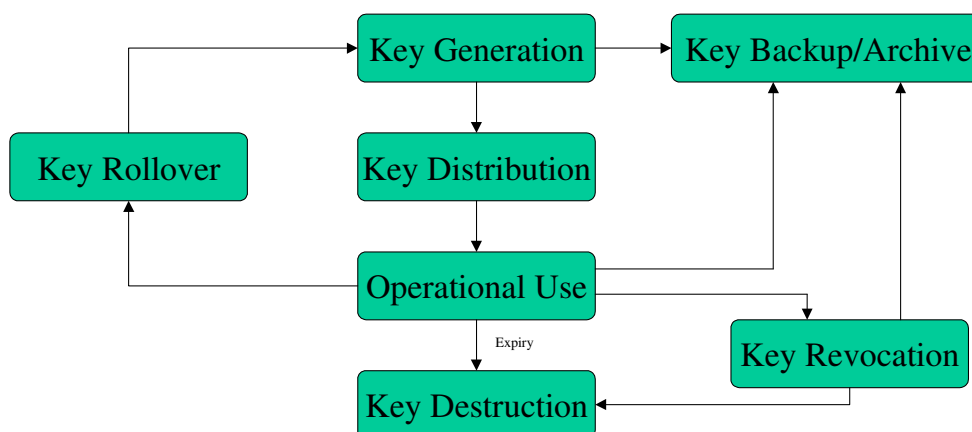 Key Generation
Key Backup/Archive
Key Rollover
Key Distribution
Operational Use
Expiry
Key Revocation
Key Destruction